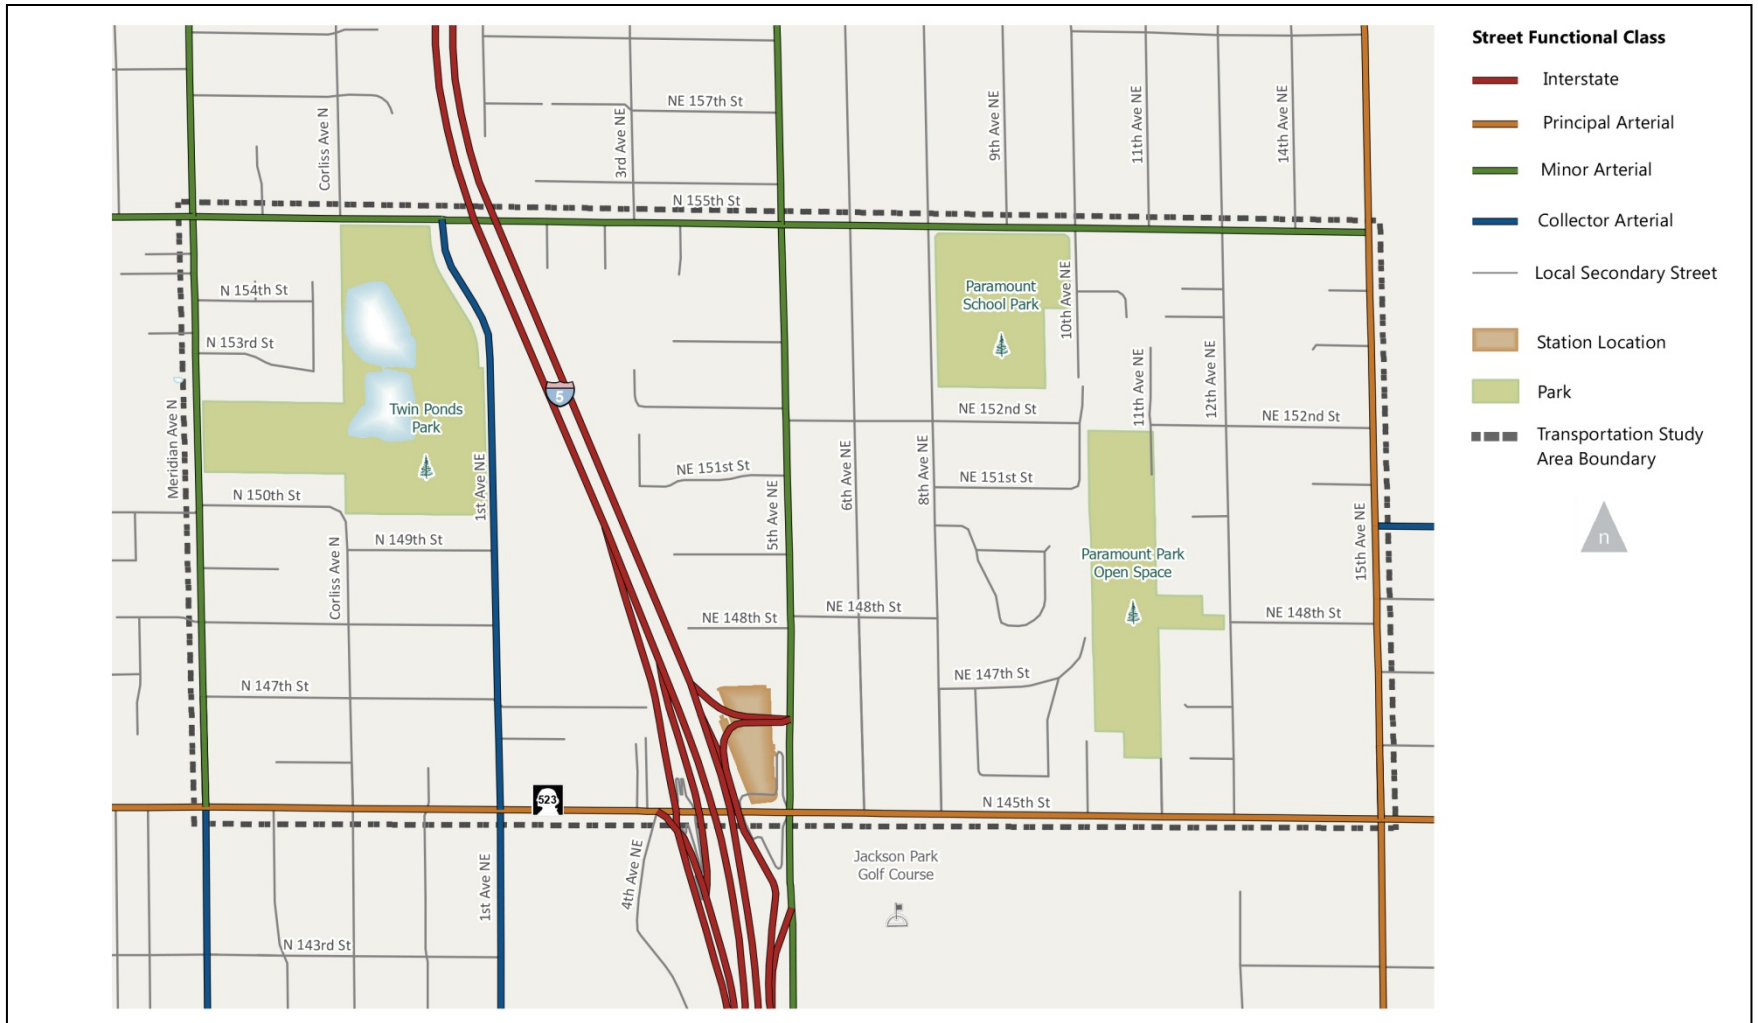 Street Functional Class
Interstate
Principal Arterial
Minor Arterial
Collector Arterial
Local Secondary Street
Station Location
Park
Transportation Study
Area Boundary
n
NE 157th St
Corliss Ave N
3rd Ave NE
9th Ave NE
11th Ave NE
14th Ave NE
N 155th St
N 154th St
N 153rd St
Paramount
School Park
10th Ave NE
5
Twin Ponds
Park
Meridian Ave N
1st Ave NE
NE 152nd St
11th Ave NE
12th Ave NE
NE 152nd St
NE 151st St
6th Ave NE
8th Ave NE
NE 151st St
N 150th St
5th Ave NE
15th Ave NE
N 149th St
Corliss Ave N
Paramount Park
Open Space
NE 148th St
NE 148th St
NE 148th St
N 147th St
NE 147th St
523
N 145th St
Jackson Park
Golf Course
4th Ave NE
1st Ave NE
N 143rd St